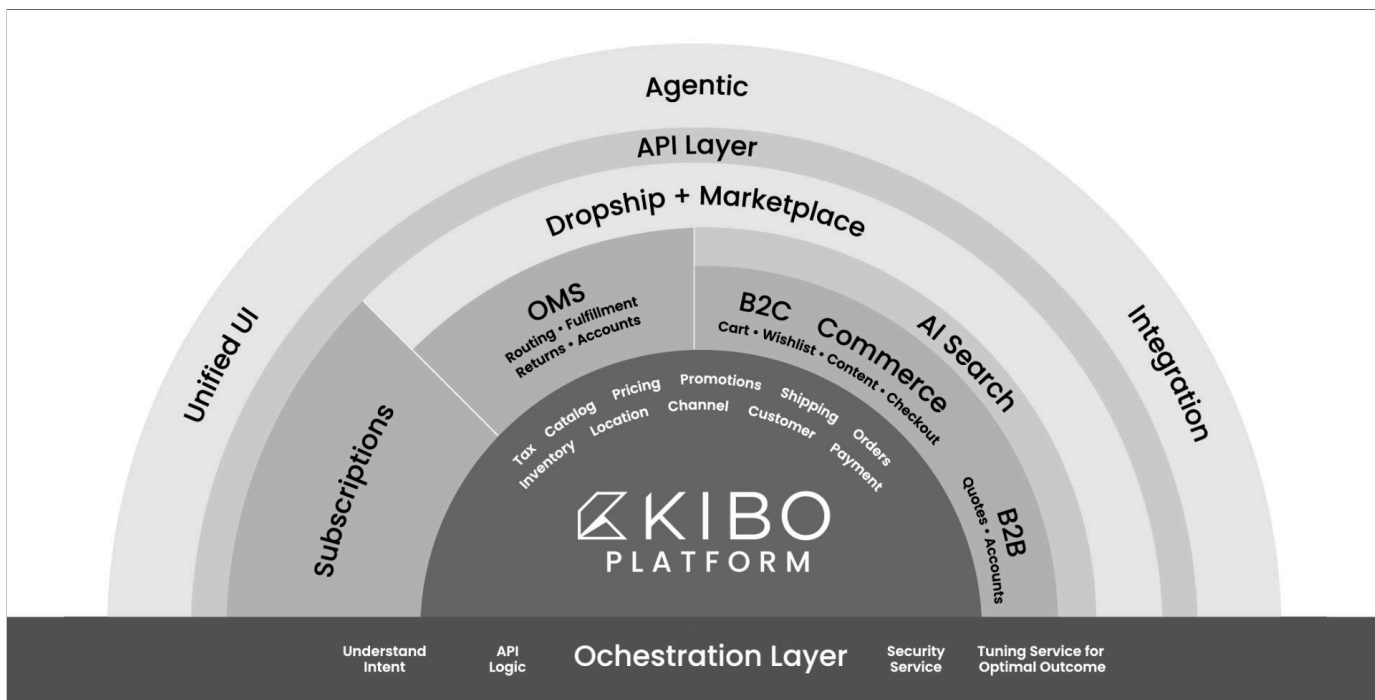 Agentic
API Layer
Dropship + Marketplace
Unified UI
Integration
Subscriptions
OMS
Routing • Fulfillment
Returns • Accounts
B2C Commerce
Cart • Wishlist • Content • Checkout
AI Search
B2B
Quotes • Accounts
Tax Catalog Pricing Promotions Shipping Orders
Inventory Location Channel Customer Payment
KIBO
PLATFORM
Understand
Intent
API
Logic
Ochestration Layer
Security
Service
Tuning Service for
Optimal Outcome